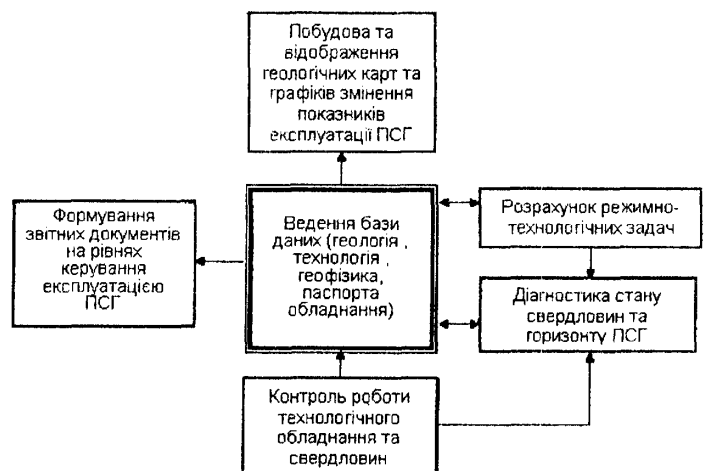 Побудова та
відображення
геологічних карт та
графіків змінення
показників
експлуатації ПСГ
Формування
звітних документів
на рівнях
керування
експлуатацією
ПСГ
Ведення бази
даних (геологія ,
технологія ,
геофізика,
паспорта
обладнання)
Розрахунок режимно-
технологічних задач
Діагностика стану
свердловин та
горизонту ПСГ
Контроль роботи
технологічного
обладнання та
свердловин